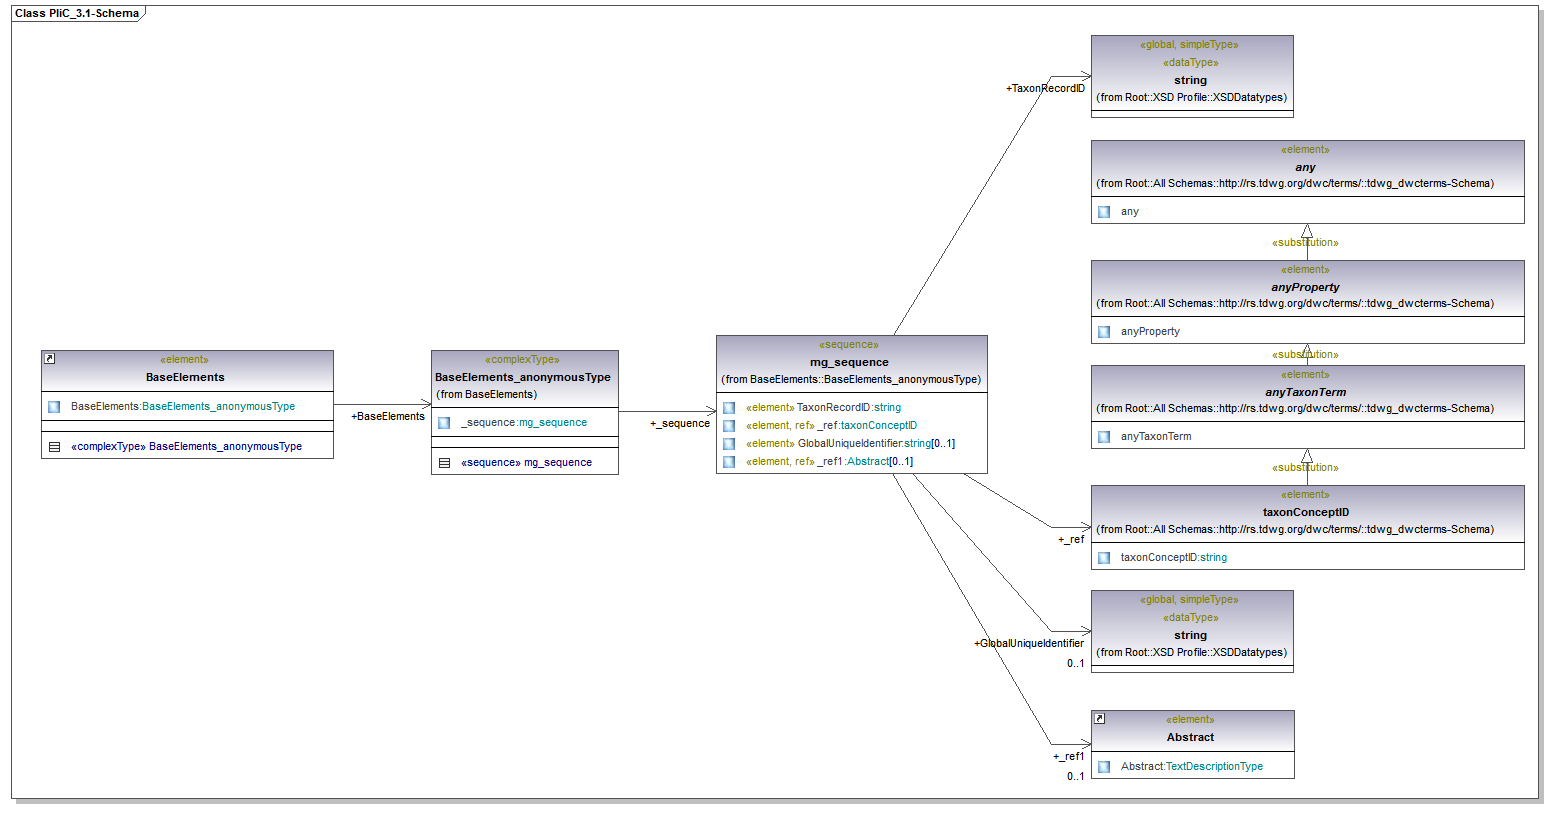 Class PliC_3.1-Schema
«global, simpleType»
«dataType»
string
(from Root::XSD Profile::XSDDatatypes)
+TaxonRecordID
«element»
any
(from Root::All Schemas::http://rs.tdwg.org/dwc/terms/::tdwg_dwcterms-Schema)
any
«substitution»
«element»
anyProperty
(from Root::All Schemas::http://rs.tdwg.org/dwc/terms/::tdwg_dwcterms-Schema)
anyProperty
«substitution»
«element»
anyTaxonTerm
(from Root::All Schemas::http://rs.tdwg.org/dwc/terms/::tdwg_dwcterms-Schema)
anyTaxonTerm
«substitution»
«element»
BaseElements
BaseElements:BaseElements_anonymousType
«complexType» BaseElements_anonymousType
+BaseElements
«complexType»
BaseElements_anonymousType
(from BaseElements)
_sequence:mg_sequence
«sequence» mg_sequence
+_sequence
«sequence»
mg_sequence
(from BaseElements::BaseElements_anonymousType)
«element» TaxonRecordID:string
«element, ref» _ref:taxonConceptID
«element» GlobalUniqueIdentifier:string[0..1]
«element, ref» _ref1:Abstract[0..1]
«element»
taxonConceptID
(from Root::All Schemas::http://rs.tdwg.org/dwc/terms/::tdwg_dwcterms-Schema)
taxonConceptID:string
+_ref
«global, simpleType»
«dataType»
string
(from Root::XSD Profile::XSDDatatypes)
+GlobalUniqueIdentifier
0..1
«element»
Abstract
Abstract:TextDescriptionType
+_ref1
0..1